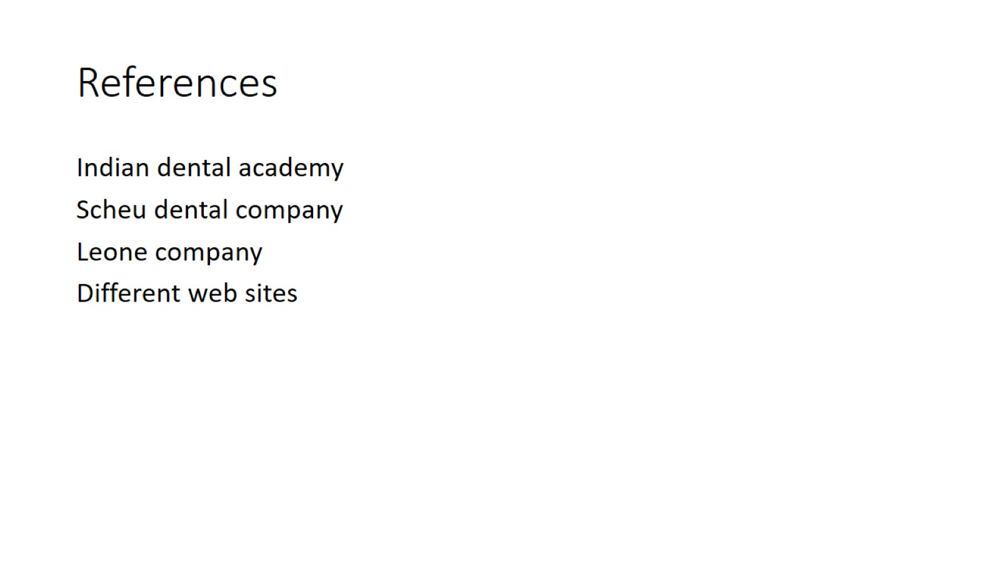 References
Indian dental academy
Scheu dental company
Leone company
Different web sites